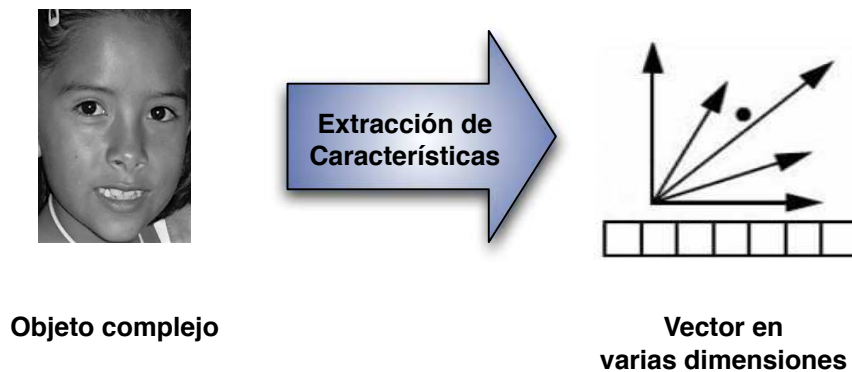 Extracción de
Características
Objeto complejo
Vector en
varias dimensiones